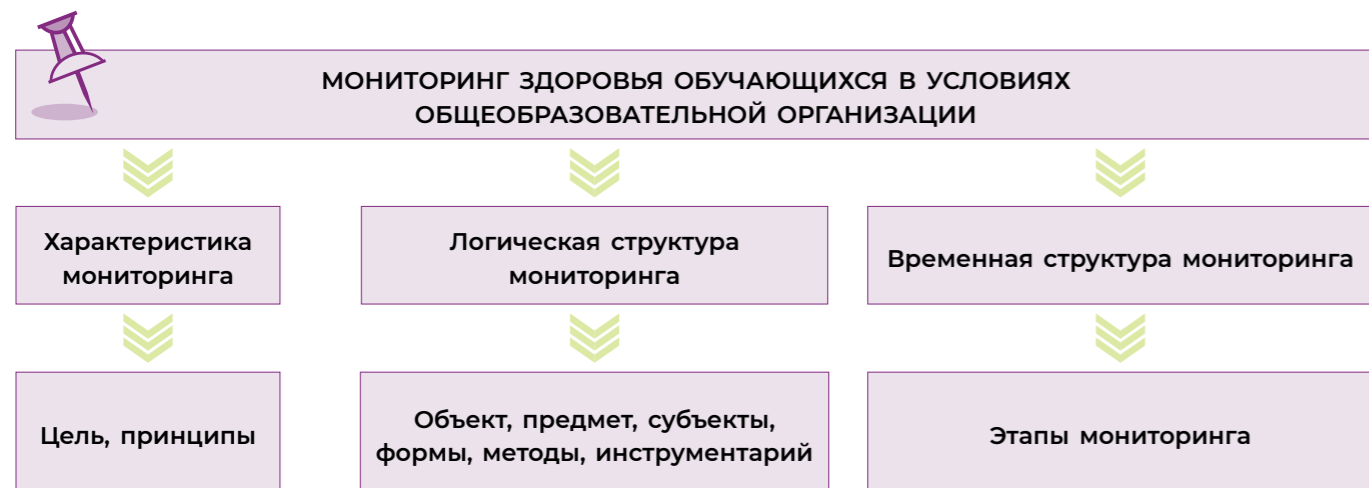 МОНИТОРИНГ ЗДОРОВЬЯ ОБУЧАЮЩИХСЯ В УСЛОВИЯХ
ОБЩЕОБРАЗОВАТЕЛЬНОЙ ОРГАНИЗАЦИИ
Характеристика
мониторинга
Логическая структура
мониторинга
Временная структура мониторинга
Цель, принципы
Объект, предмет, субъекты,
формы, методы, инструментарий
Этапы мониторинга